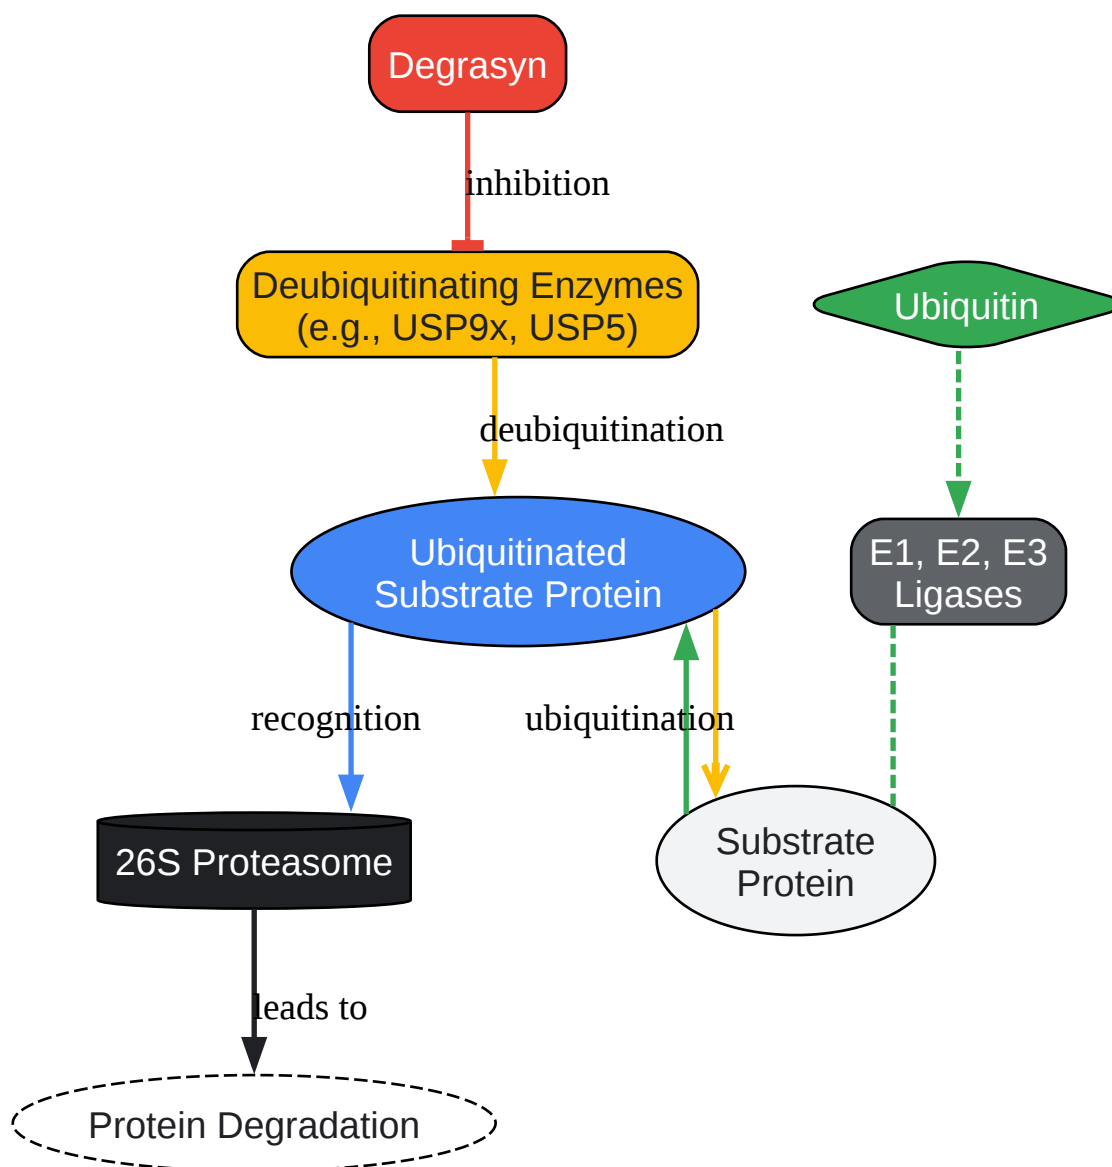 Degrasyn
inhibition
Deubiquitinating Enzymes
(e.g., USP9x, USP5)
Ubiquitin
deubiquitination
Ubiquitinated
Substrate Protein
E1, E2, E3
Ligases
recognition
ubiquitination
26S Proteasome
Substrate
Protein
leads to
Protein Degradation